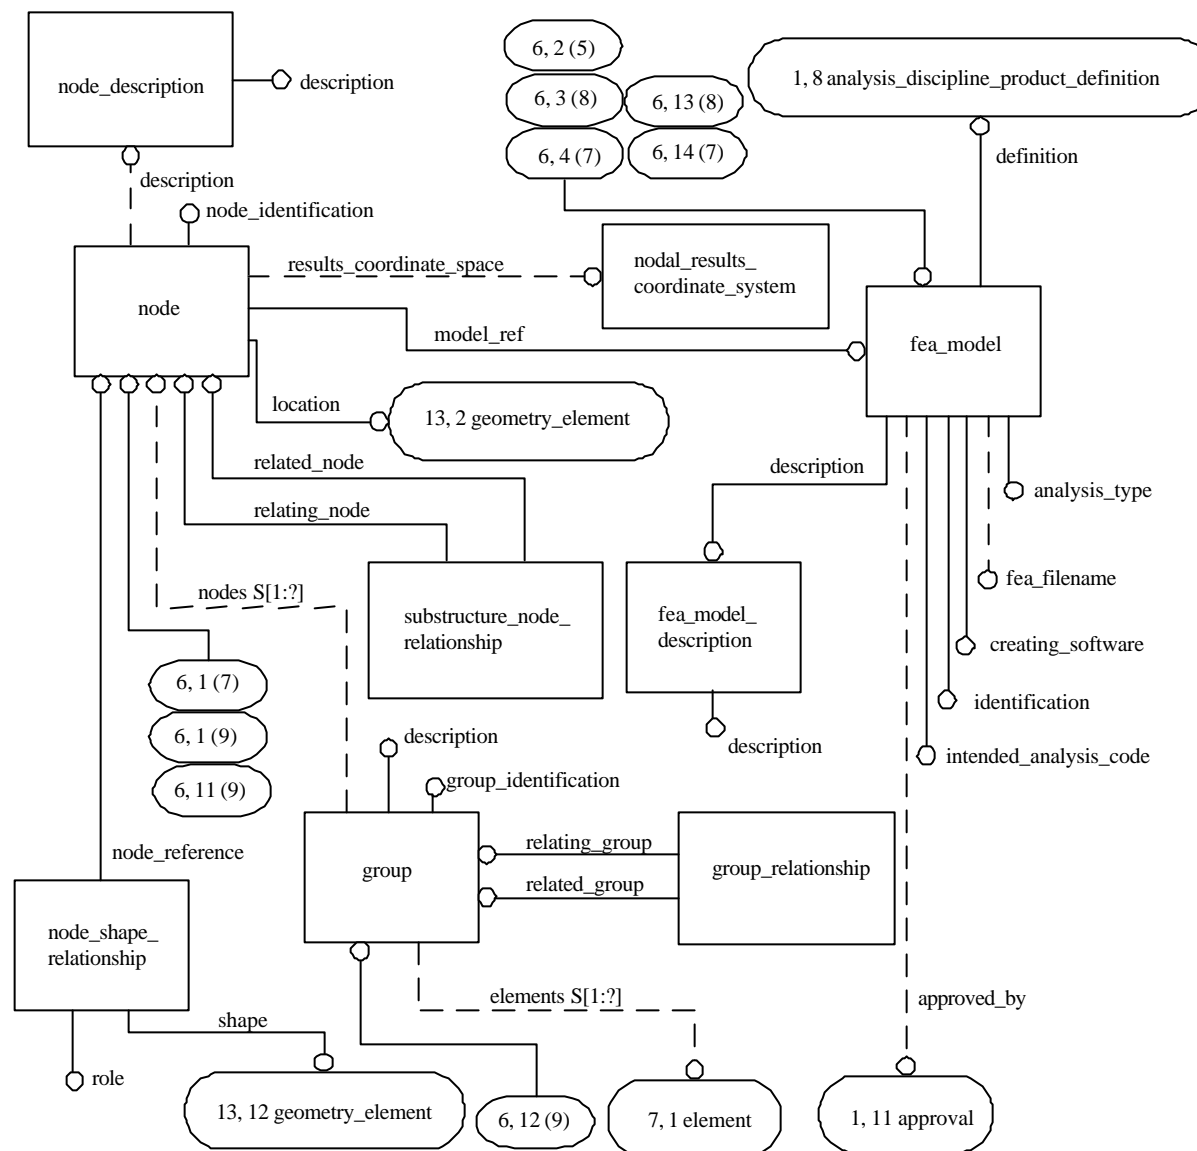 6, 2 (5)
node_description
description
6, 3 (8)
6, 13 (8)
1, 8 analysis_discipline_product_definition
6, 4 (7)
6, 14 (7)
definition
description
node_identification
results_coordinate_space
nodal_results_
coordinate_system
node
model_ref
fea_model
location
13, 2 geometry_element
related_node
description
analysis_type
relating_node
nodes S[1:?]
substructure_node_
relationship
fea_model_
description
fea_filename
creating_software
6, 1 (7)
identification
6, 1 (9)
description
description
intended_analysis_code
6, 11 (9)
group_identification
node_reference
relating_group
group
group_relationship
related_group
node_shape_
relationship
elements S[1:?]
approved_by
shape
role
13, 12 geometry_element
6, 12 (9)
7, 1 element
1, 11 approval